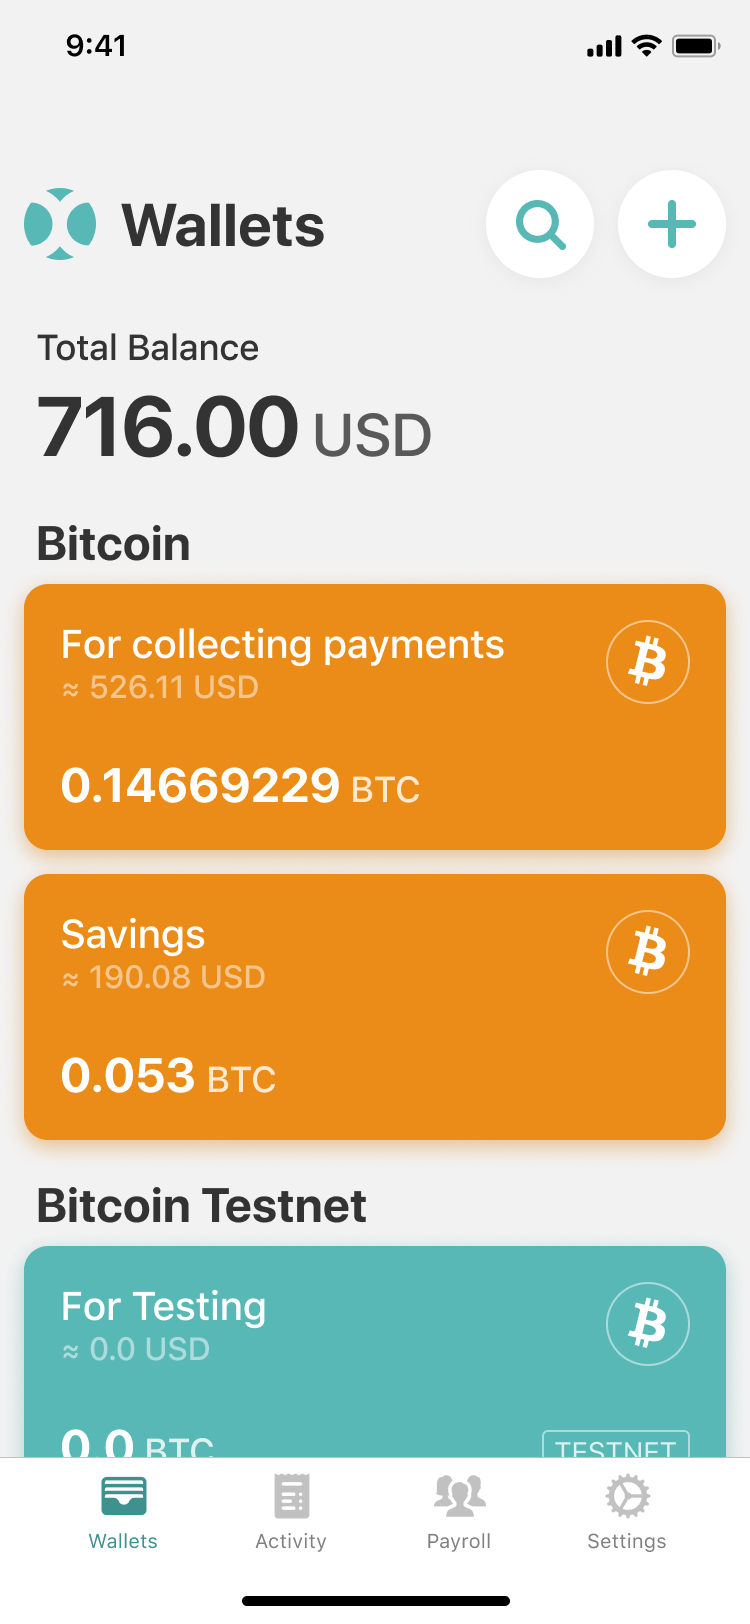 9:41
Wallets
Total Balance
716.00 USD
Bitcoin
For collecting payments
≈ 526.11 USD
0.14669229 BTC
Savings
≈ 190.08 USD
0.053 BTC
Bitcoin Testnet
For Testing
≈ 0.0 USD
0.0 BTC TESTNET
Wallets Activity Payroll Settings